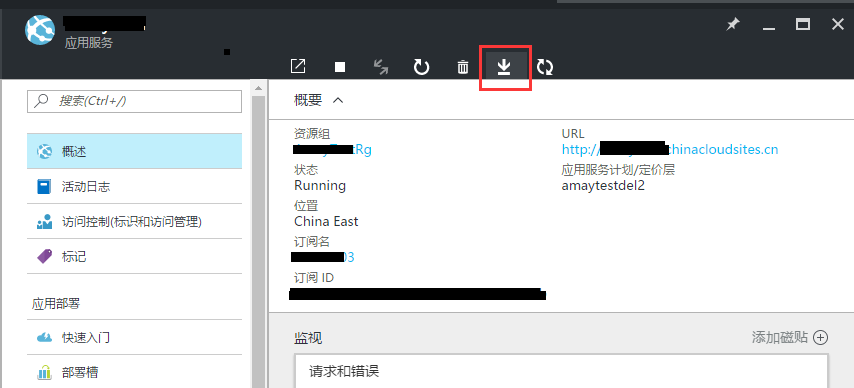 应用服务
搜索(Ctrl+/)
概述
活动日志
访问控制(标识和访问管理)
标记
应用部署
快速入门
部署槽
概要
资源组
Rg
状态
Running
位置
China East
订阅名
03
订阅 ID
URL
http://
chinacloudsites.cn
应用服务计划/定价层
amaytestdel2
监视
添加磁贴
请求和错误